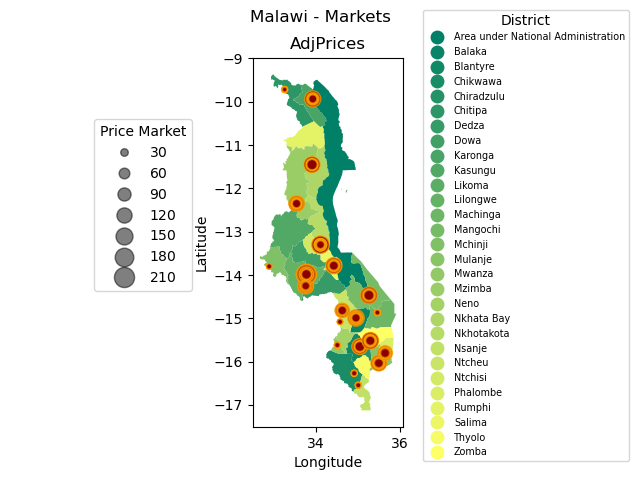 Malawi - Markets
AdjPrices
Price Market
30
60
90
120
150
180
210
Latitude
−9
−10
−11
−12
−13
−14
−15
−16
−17
34
36
Longitude
District
Area under National Administration
Balaka
Blantyre
Chikwawa
Chiradzulu
Chitipa
Dedza
Dowa
Karonga
Kasungu
Likoma
Lilongwe
Machinga
Mangochi
Mchinji
Mulanje
Mwanza
Mzimba
Neno
Nkhata Bay
Nkhotakota
Nsanje
Ntcheu
Ntchisi
Phalombe
Rumphi
Salima
Thyolo
Zomba